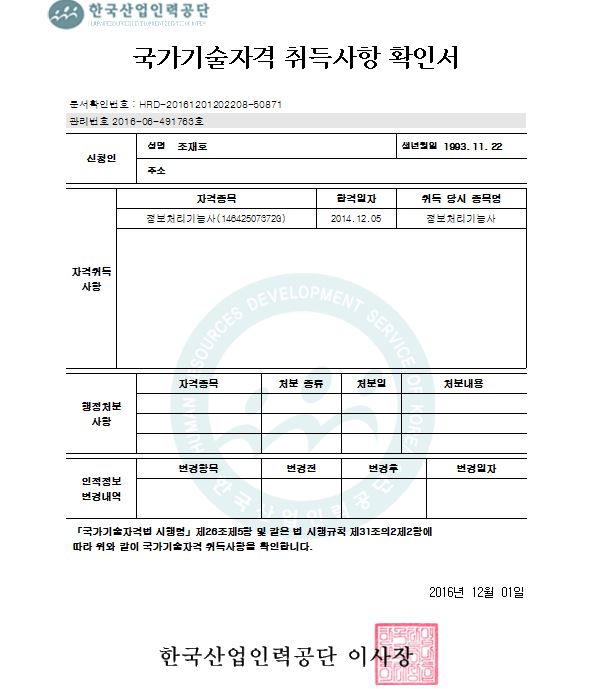 한국산업인력공단
HUMAN RESOURCES DEVELOPMENT SERVICE OF KOREA
국가기술자격 취득사항 확인서
문서확인번호 : HRD-20161201202208-50871
관리번호 2016-06-491763호
신청인
성명 조재호 생년월일 1993. 11. 22
주소
자격취득
사항
자격종목 합격일자 취득 당시 종목명
정보처리기능사(14642507372G) 2014.12.05 정보처리기능사
행정처분
사항
자격종목 처분 종류 처분일 처분내용
인적정보
변경내역
변경항목 변경전 변경후 변경일자
HUMAN RESOURCES DEVELOPMENT SERVICE OF KOREA
한국산업인력공단
「국가기술자격법 시행령」 제26조제5항 및 같은 법 시행규칙 제31조의2제2항에
따라 위와 같이 국가기술자격 취득사항을 확인합니다.
2016년 12월 01일
한국산업인력공단 이사장